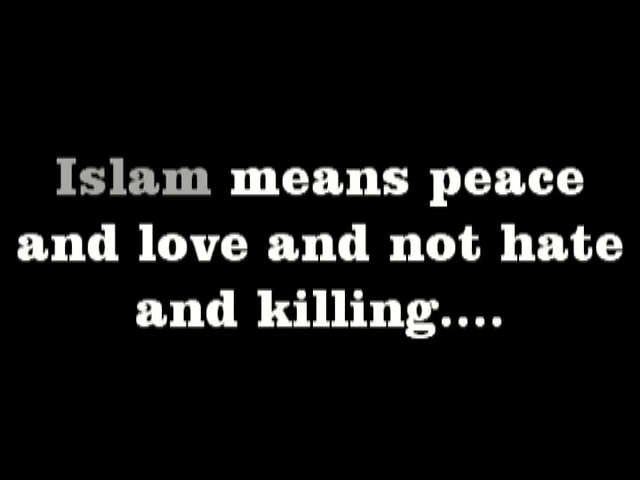 Islam means peace
and love and not hate
and killing....